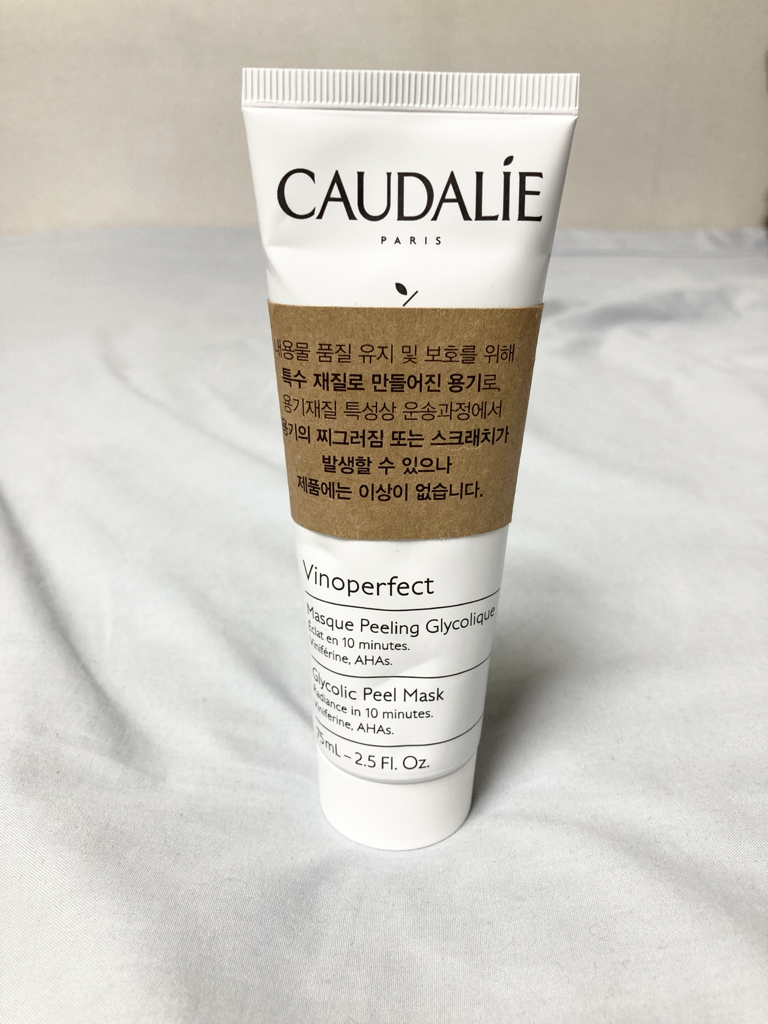 CAUDALÍE
PARIS
내용물 품질 유지 및 보호를 위해
특수 재질로 만들어진 용기로,
용기재질 특성상 운송과정에서
용기의 찌그러짐 또는 스크래치가
발생할 수 있으나
제품에는 이상이 없습니다.
Vinoperfect
Masque Peeling Glycolique
Éclat en 10 minutes.
Viniférine, AHAs.
Glycolic Peel Mask
Radiance in 10 minutes.
Viniferine, AHAs.
75mL – 2.5 Fl. Oz.